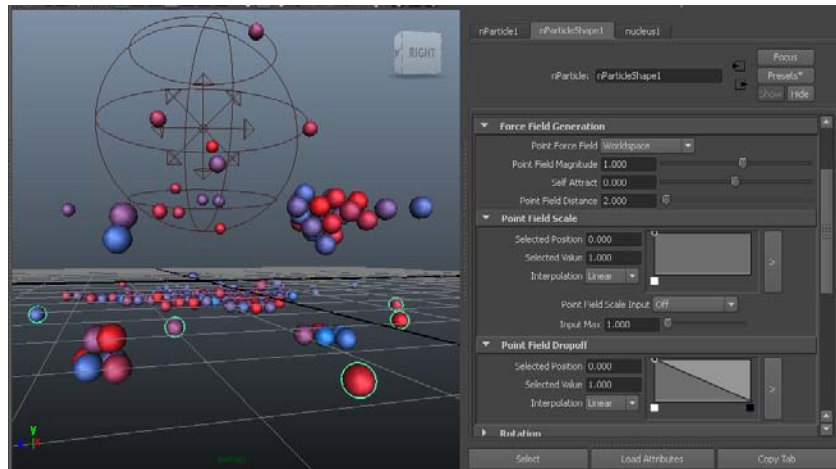 nParticle1 nParticleShape1 nucleus1
RIGHT
Focus
nParticle: nParticleShape1 Presets*
Show Hide
Force Field Generation
Point Force Field Worldspace
Point Field Magnitude 1.000
Self Attract 0.000
Point Field Distance 2.000
Point Field Scale
Selected Position 0.000
Selected Value 1.000
Interpolation Linear
>
Point Field Scale Input Off
Input Max 1.000
Point Field Dropoff
Selected Position 0.000
Selected Value 1.000
Interpolation Linear
>
Rotation
y
x
persp
Select Load Attributes Copy Tab